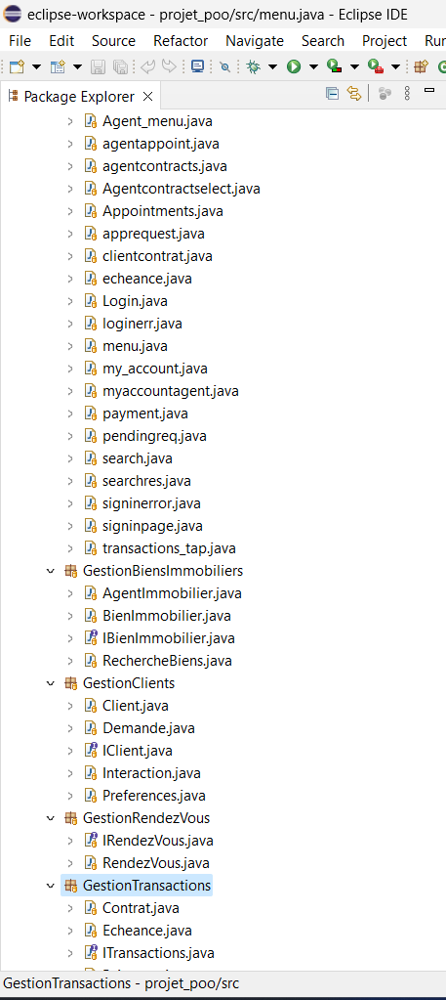 eclipse-workspace - projet_poo/src/menu.java - Eclipse IDE
File Edit Source Refactor Navigate Search Project Run
Package Explorer
Agent_menu.java
agentappoint.java
agentcontracts.java
Agentcontractselect.java
Appointments.java
apprequest.java
clientcontrat.java
echeance.java
Login.java
loginerr.java
menu.java
my_account.java
myaccountagent.java
payment.java
pendingreq.java
search.java
searchres.java
signinerror.java
signinpage.java
transactions_tap.java
GestionBiensImmobiliers
AgentImmobilier.java
BienImmobilier.java
IBienImmobilier.java
RechercheBiens.java
GestionClients
Client.java
Demande.java
IClient.java
Interaction.java
Preferences.java
GestionRendezVous
IRendezVous.java
RendezVous.java
GestionTransactions
Contrat.java
Echeance.java
ITransactions.java
GestionTransactions - projet_poo/src